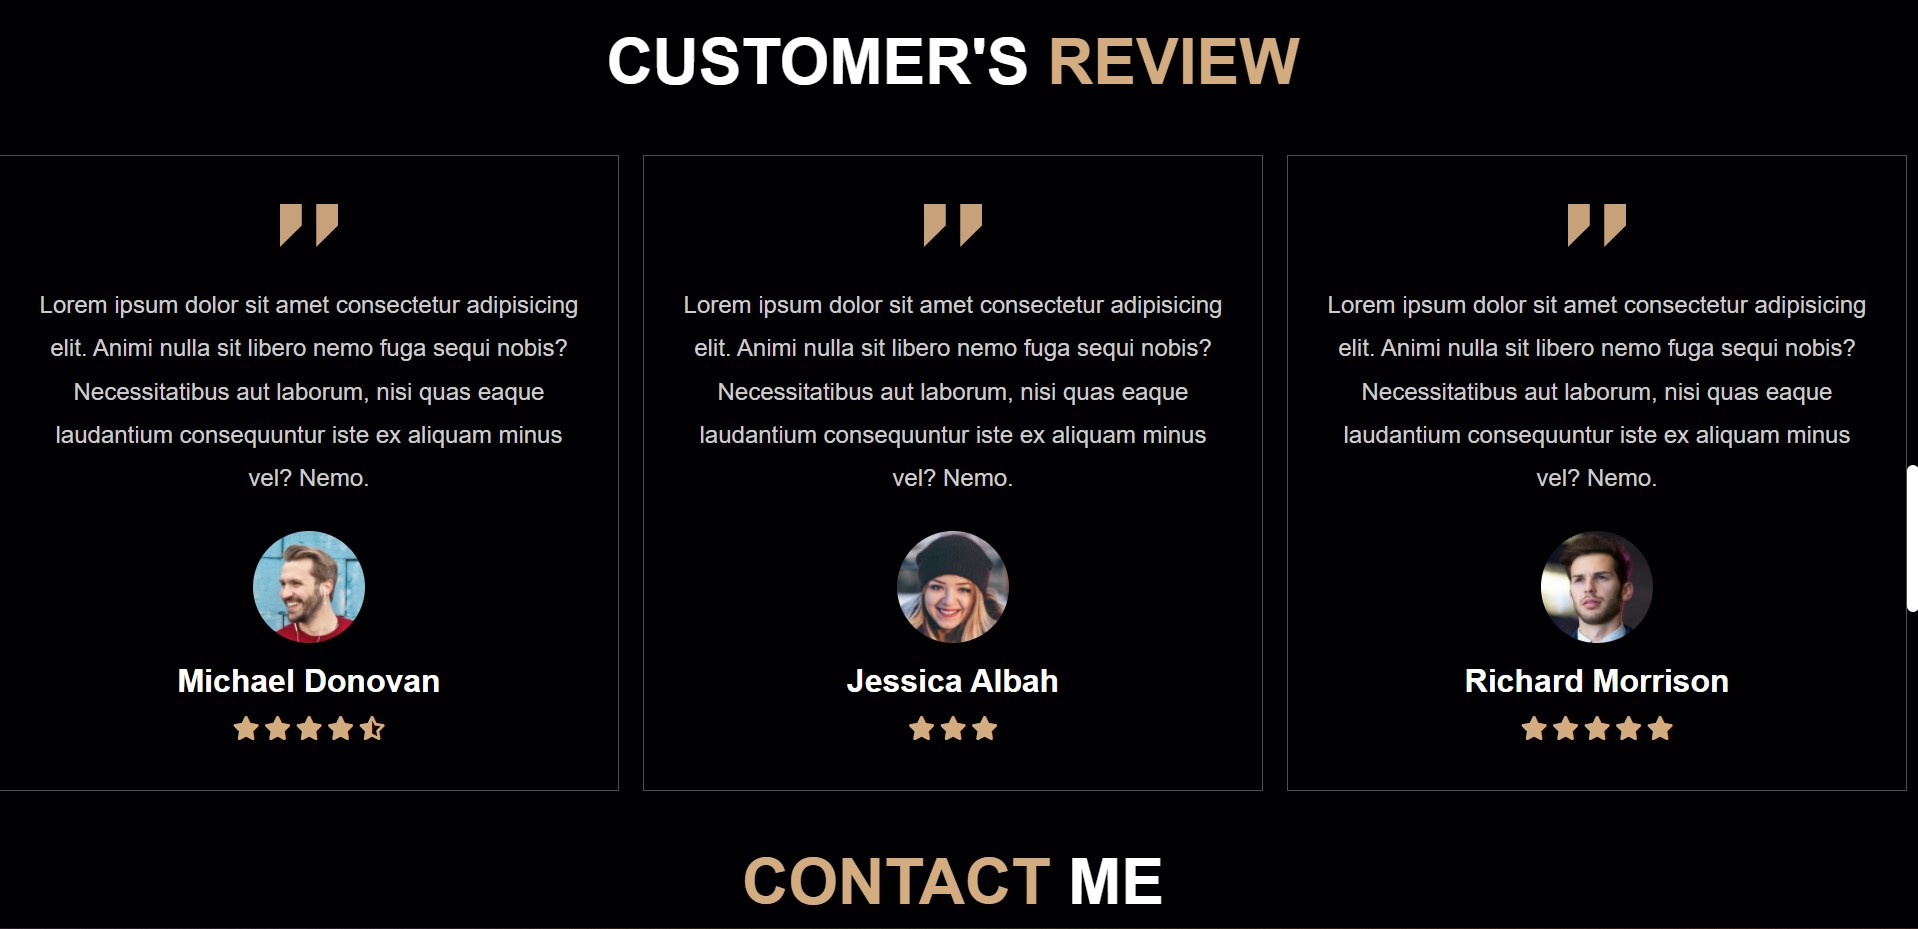 CUSTOMER'S REVIEW
Lorem ipsum dolor sit amet consectetur adipisicing
elit. Animi nulla sit libero nemo fuga sequi nobis?
Necessitatibus aut laborum, nisi quas eaque
laudantium consequuntur iste ex aliquam minus
vel? Nemo.
Michael Donovan
Lorem ipsum dolor sit amet consectetur adipisicing
elit. Animi nulla sit libero nemo fuga sequi nobis?
Necessitatibus aut laborum, nisi quas eaque
laudantium consequuntur iste ex aliquam minus
vel? Nemo.
Jessica Albah
Lorem ipsum dolor sit amet consectetur adipisicing
elit. Animi nulla sit libero nemo fuga sequi nobis?
Necessitatibus aut laborum, nisi quas eaque
laudantium consequuntur iste ex aliquam minus
vel? Nemo.
Richard Morrison
CONTACT ME